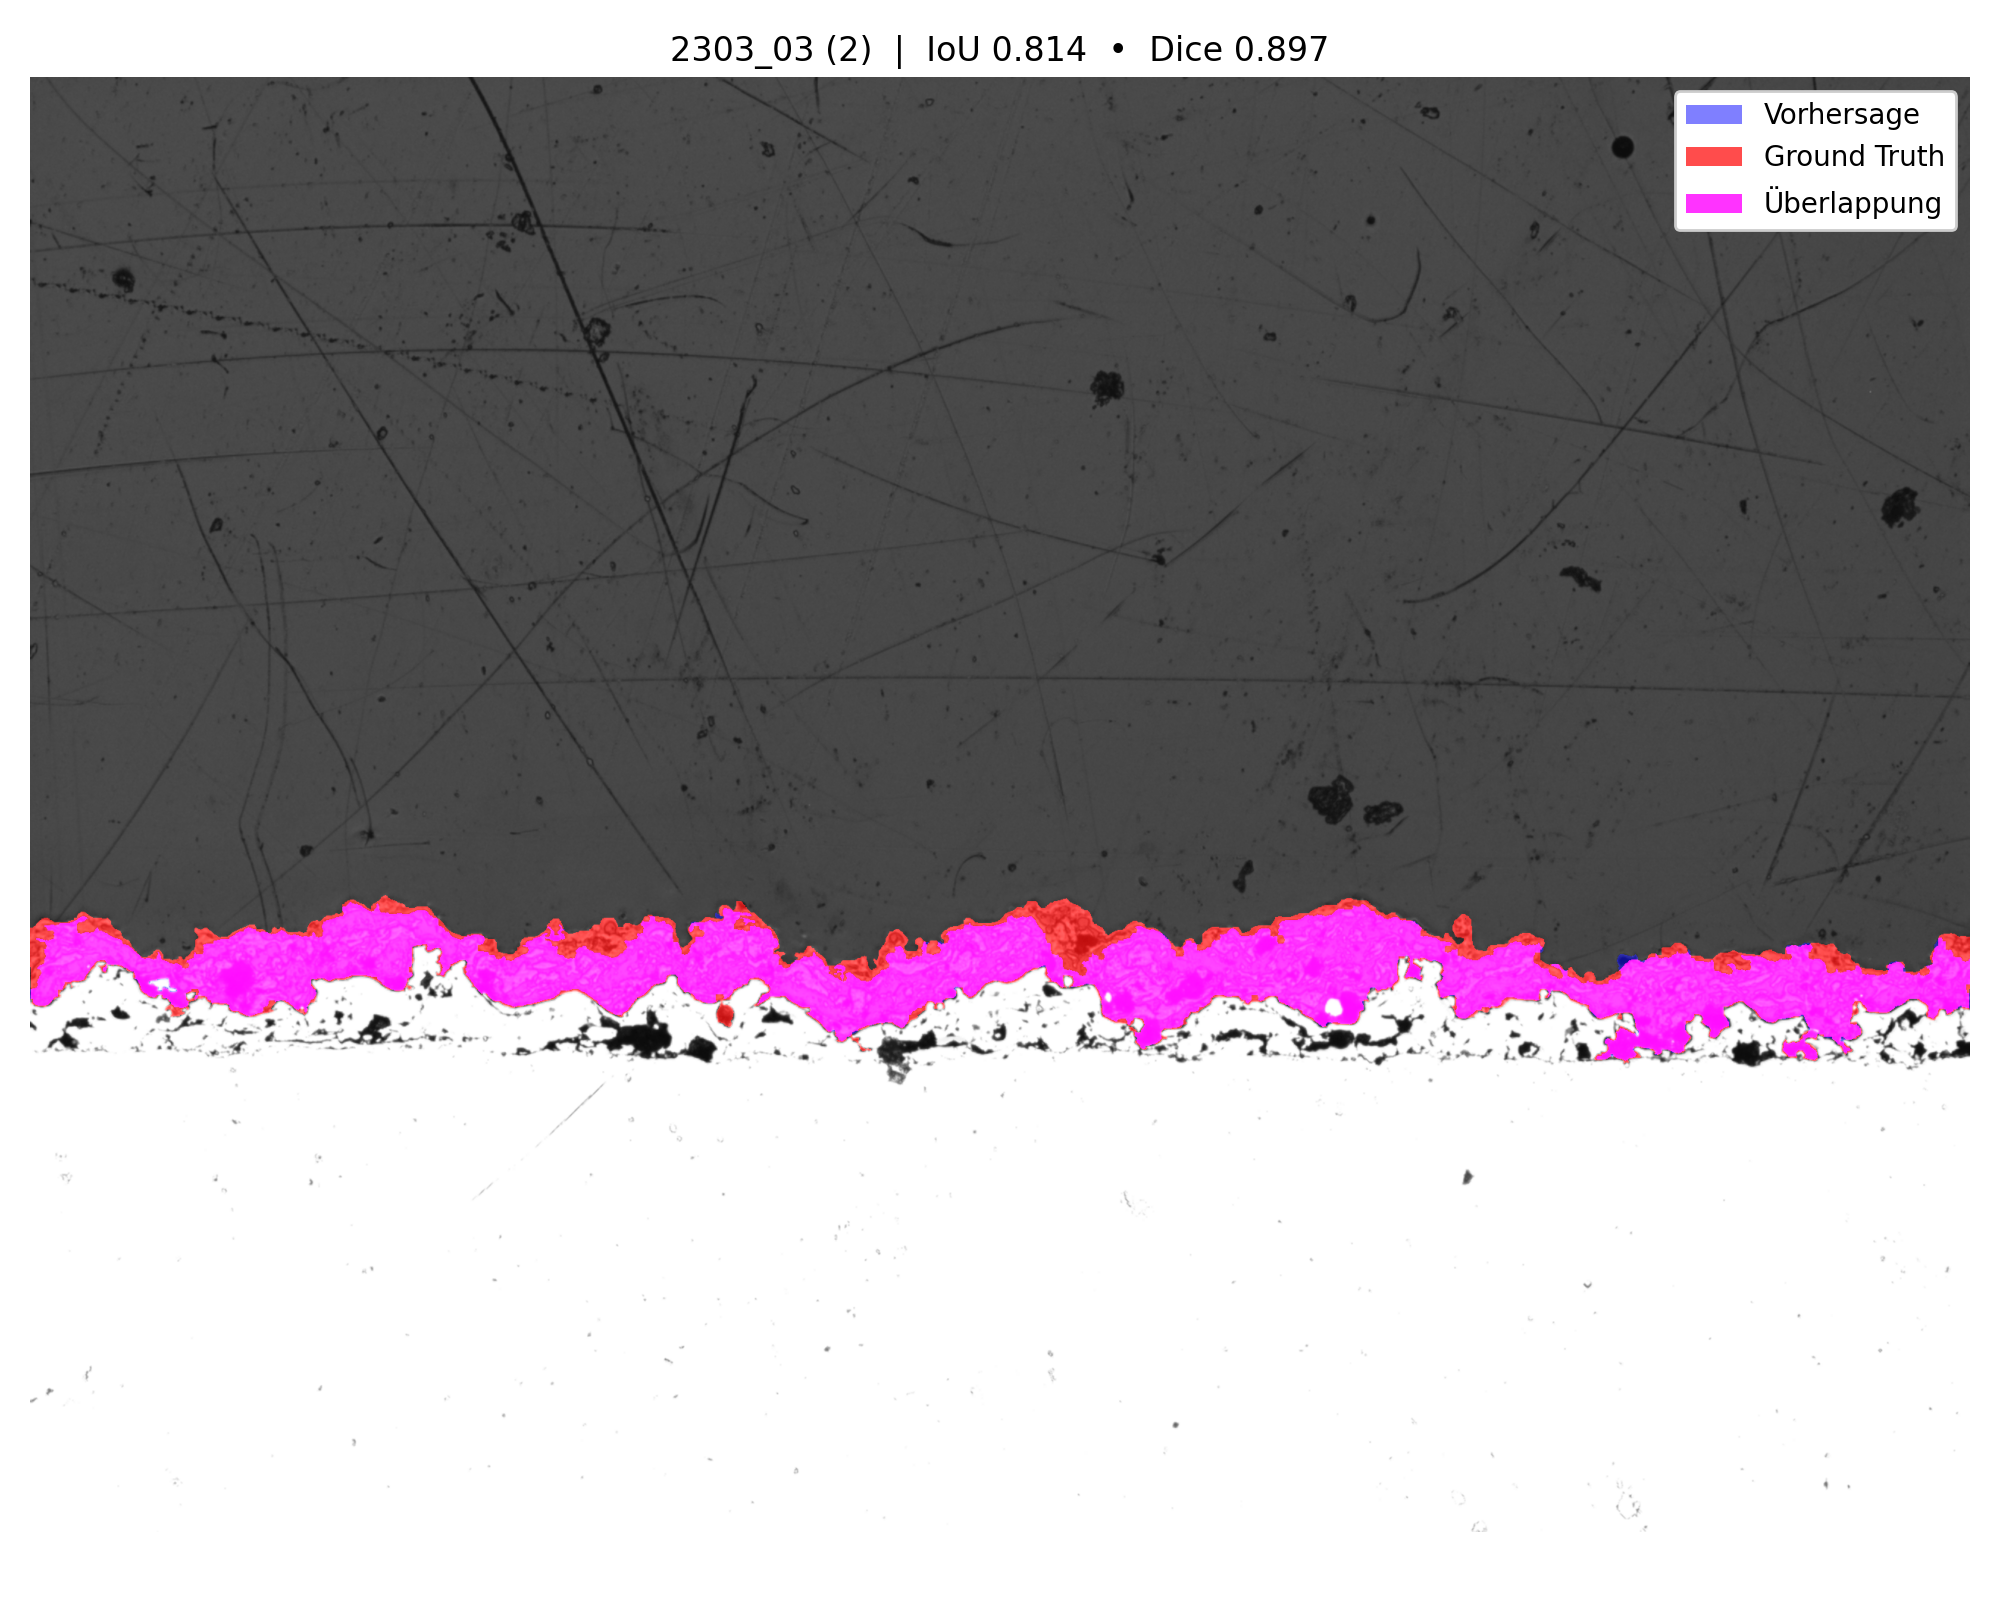 2303_03 (2) | IoU 0.814 • Dice 0.897
Vorhersage
Ground Truth
Überlappung